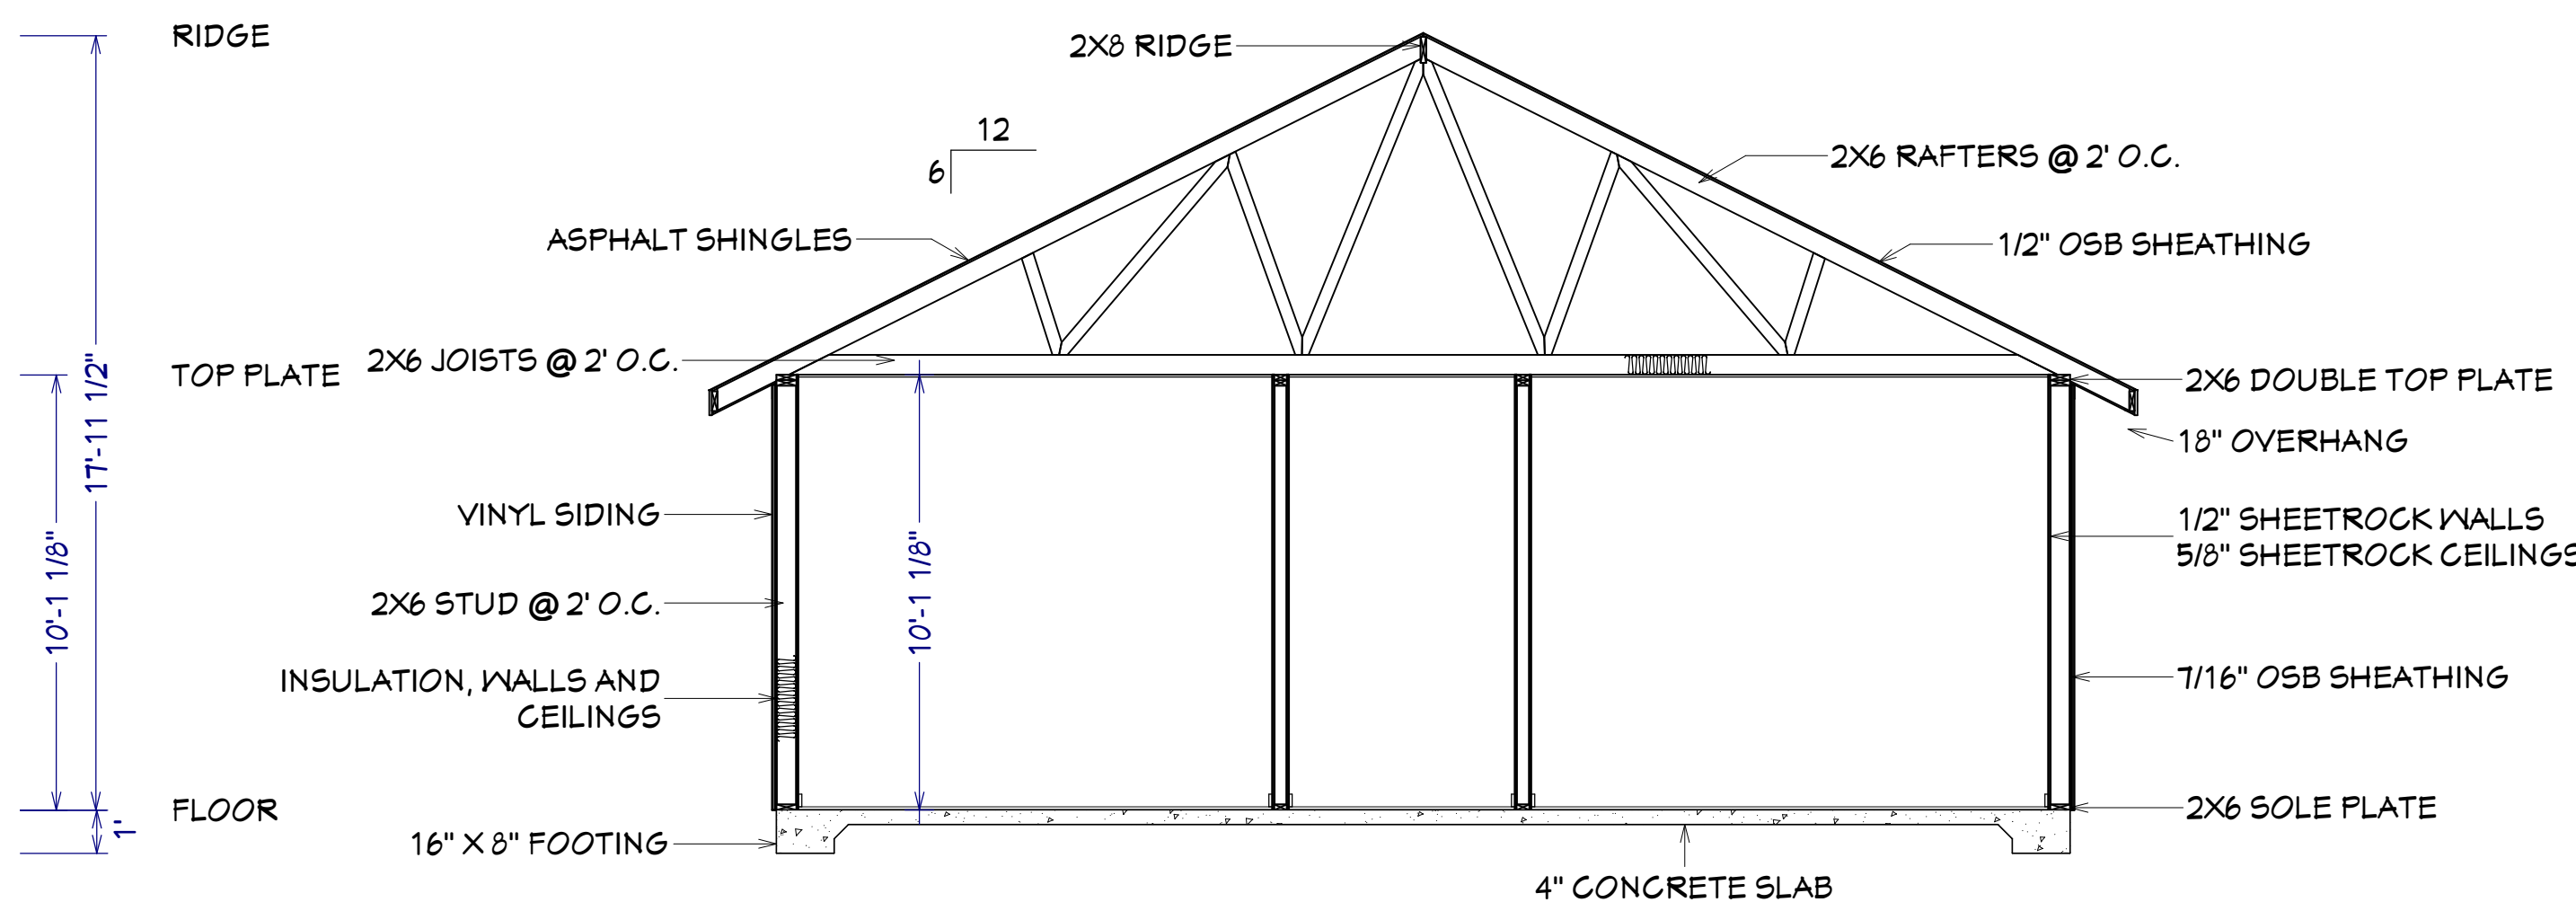 RIDGE
2X8 RIDGE
12
6
2X6 RAFTERS @ 2' O.C.
ASPHALT SHINGLES
1/2" OSB SHEATHING
TOP PLATE
2X6 JOISTS @ 2' O.C.
2X6 DOUBLE TOP PLATE
18" OVERHANG
17'-11 1/2"
10'-1 1/8"
10'-1 1/8"
VINYL SIDING
1/2" SHEETROCK WALLS
5/8" SHEETROCK CEILINGS
2X6 STUD @ 2' O.C.
INSULATION, WALLS AND
CEILINGS
7/16" OSB SHEATHING
FLOOR
1'
2X6 SOLE PLATE
16" X 8" FOOTING
4" CONCRETE SLAB